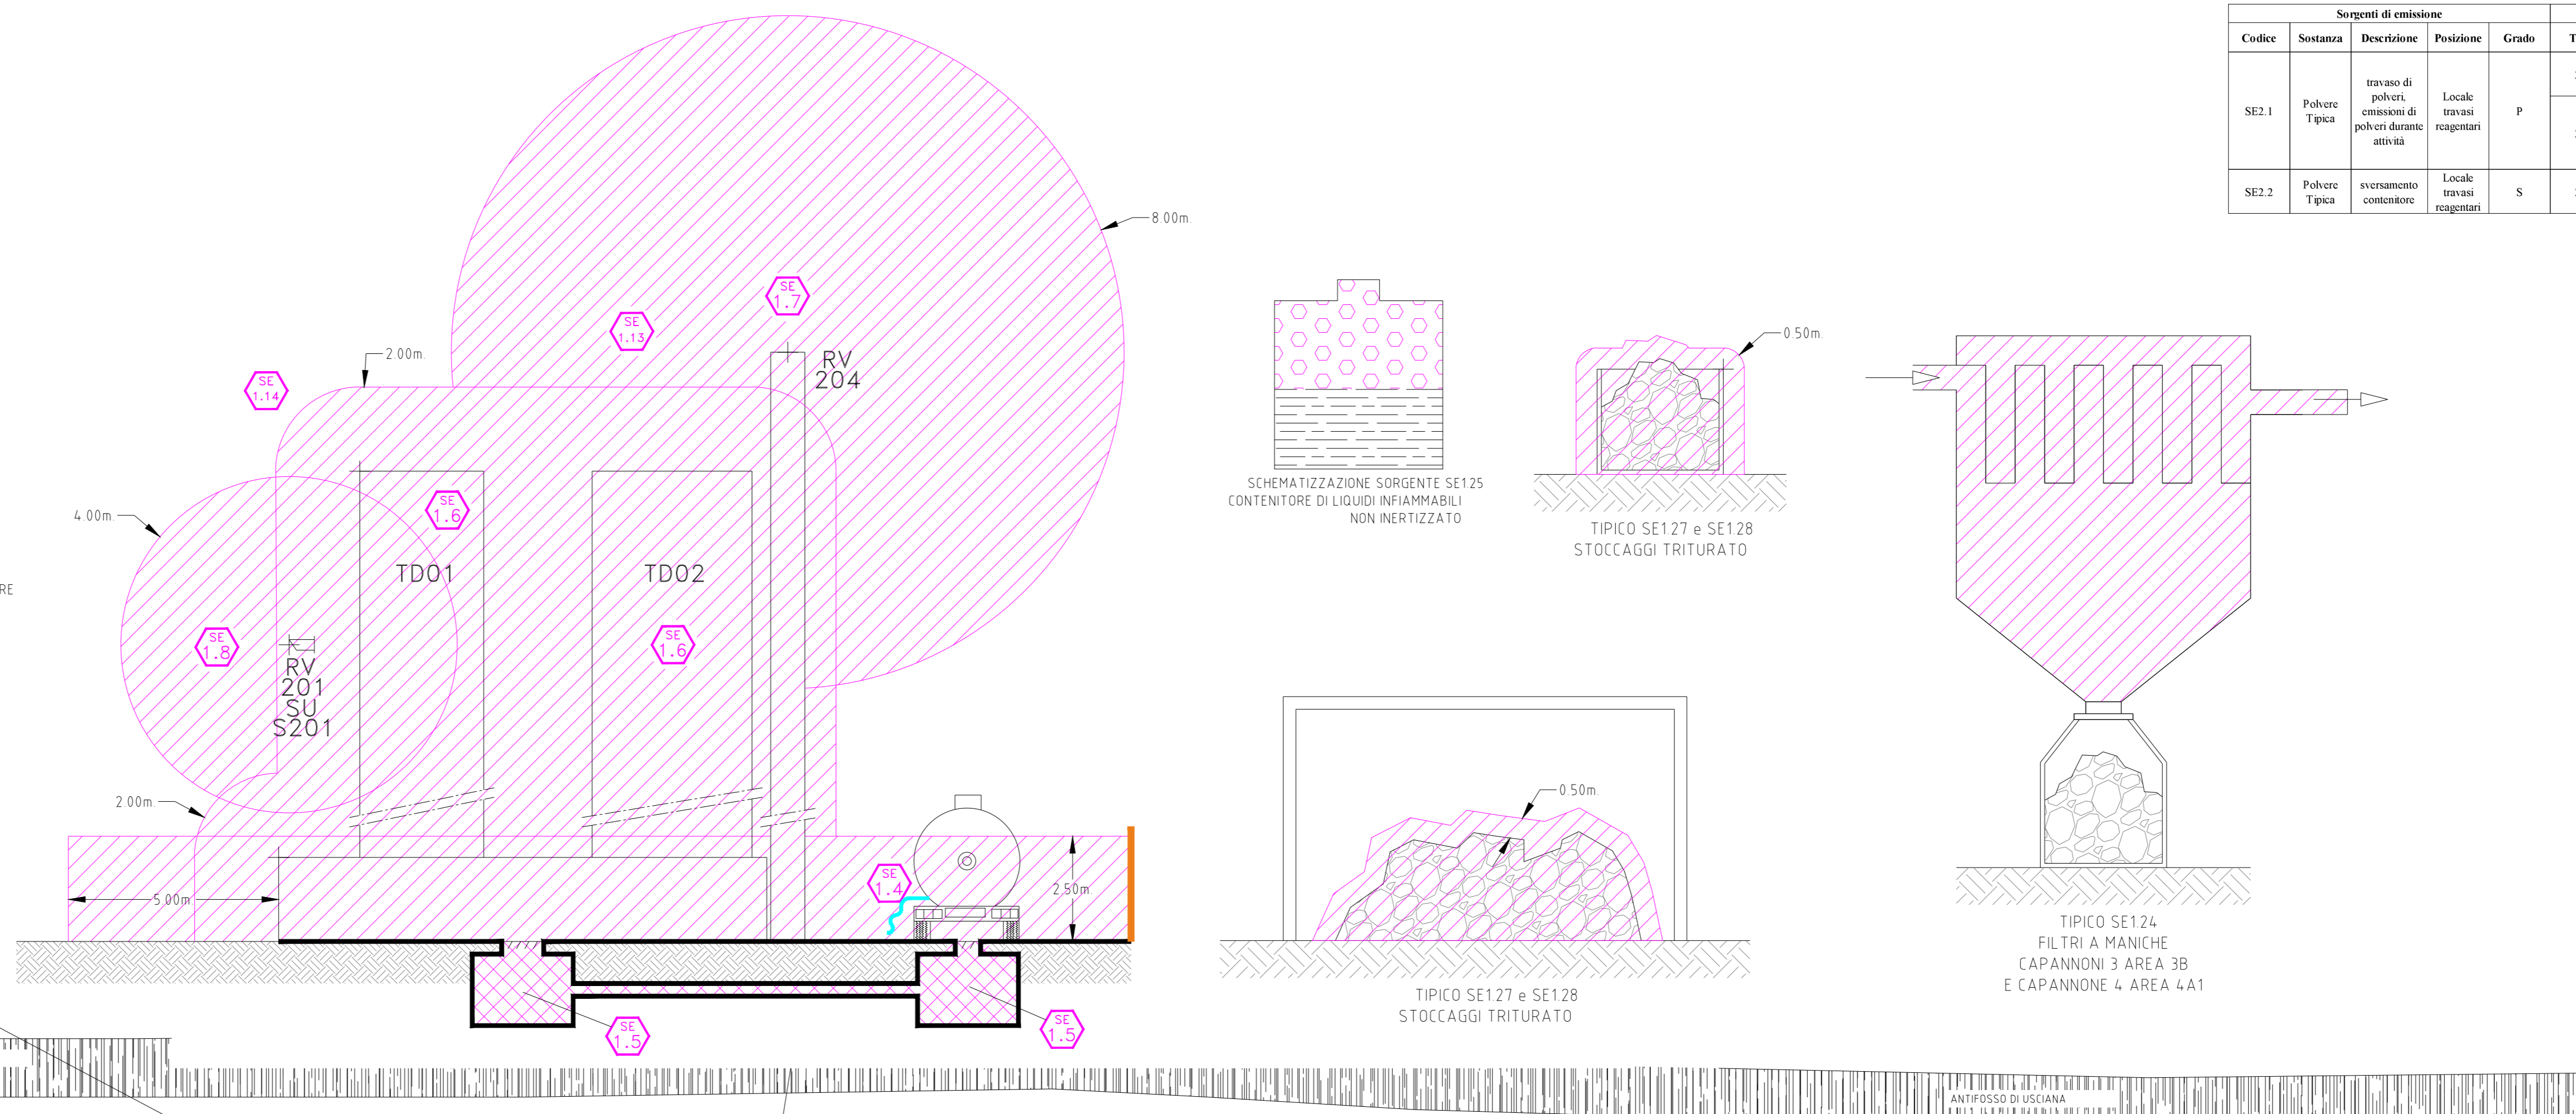 Sorgenti di emissione
Codice Sostanza Descrizione Posizione Grado
SE2.1 Polvere Tipica travaso di polveri, emissioni di polveri durante attività Locale travasi reagentari P
SE2.2 Polvere Tipica sversamento contenitore Locale travasi reagentari S
8.00m.
SE 1.7
SE 1.13
2.00m.
RV
204
SE 1.14
SE 1.6
4.00m.
TD01
TD02
RE
SE 1.8
SE 1.6
RV
201
SU
S201
2.00m.
SE 1.4
2.50m.
5.00m
SE 1.5
SE 1.5
SCHEMATIZZAZIONE SORGENTE SE1.25
CONTENITORE DI LIQUIDI INFIAMMABILI
NON INERTIZZATO
0.50m.
TIPICO SE1.27 e SE1.28
STOCCAGGI TRITURATO
0.50m.
TIPICO SE1.27 e SE1.28
STOCCAGGI TRITURATO
TIPICO SE1.24
FILTRI A MANICHE
CAPANNONI 3 AREA 3B
E CAPANNONE 4 AREA 4A1
ANTIFOSSO DI USCIANA